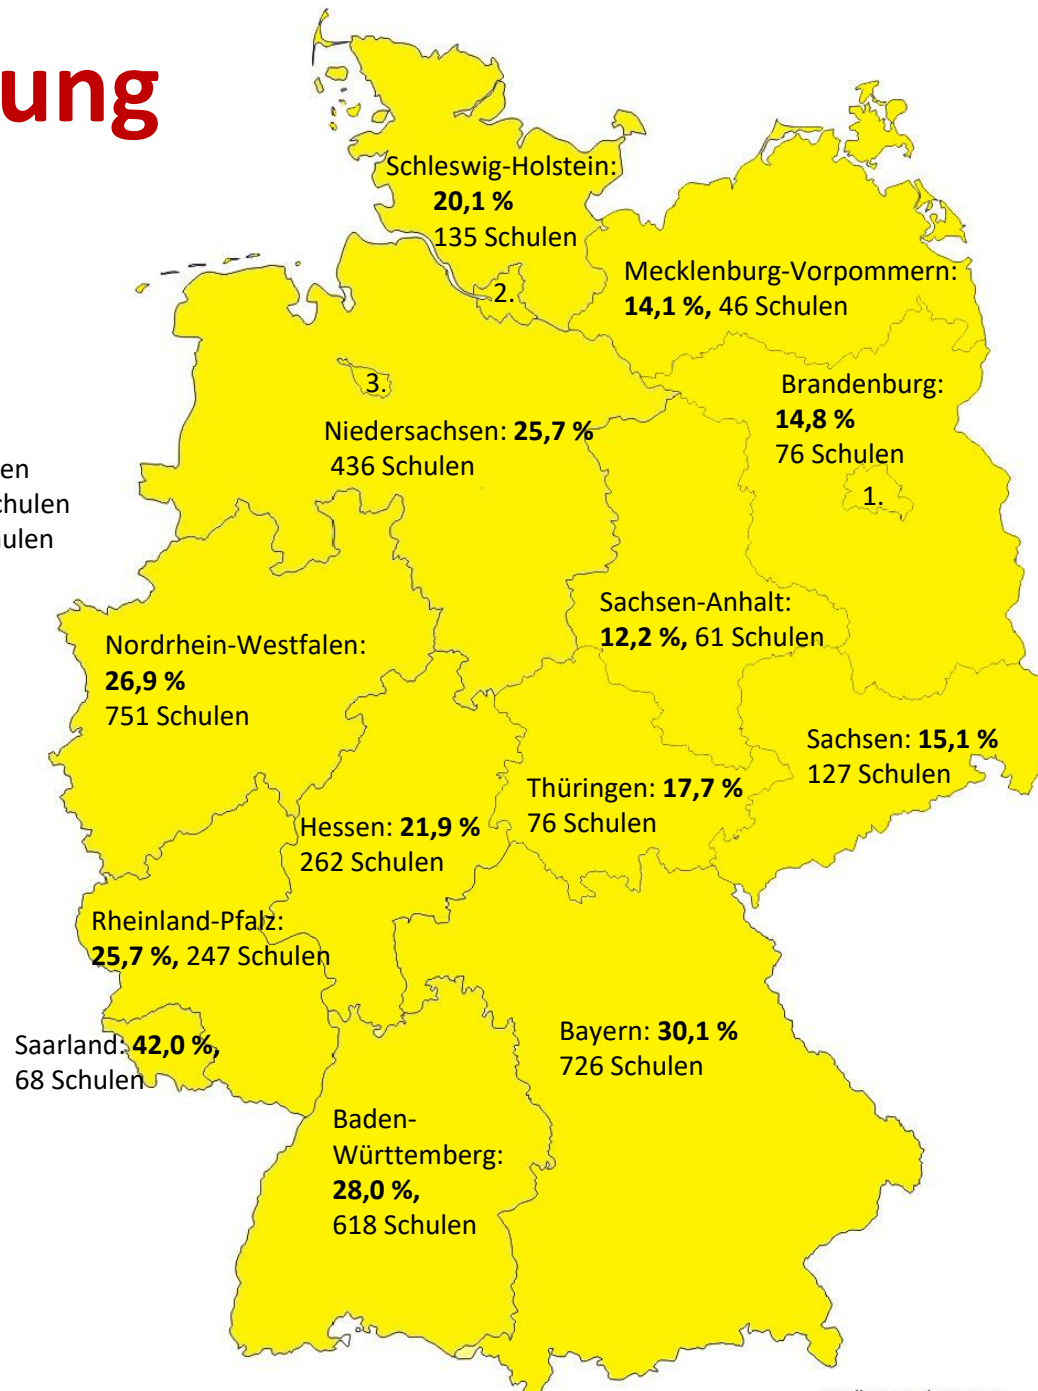 ung
Schleswig-Holstein:
20,1 %
135 Schulen
2.
Mecklenburg-Vorpommern:
14,1 %, 46 Schulen
3.
Brandenburg:
14,8 %
76 Schulen
1.
Niedersachsen: 25,7 %
436 Schulen
en
chulen
ulen
Sachsen-Anhalt:
12,2 %, 61 Schulen
Nordrhein-Westfalen:
26,9 %
751 Schulen
Sachsen: 15,1 %
127 Schulen
Thüringen: 17,7 %
76 Schulen
Hessen: 21,9 %
262 Schulen
Rheinland-Pfalz:
25,7 %, 247 Schulen
Saarland: 42,0 %,
68 Schulen
Bayern: 30,1 %
726 Schulen
Baden-
Württemberg:
28,0 %,
618 Schulen